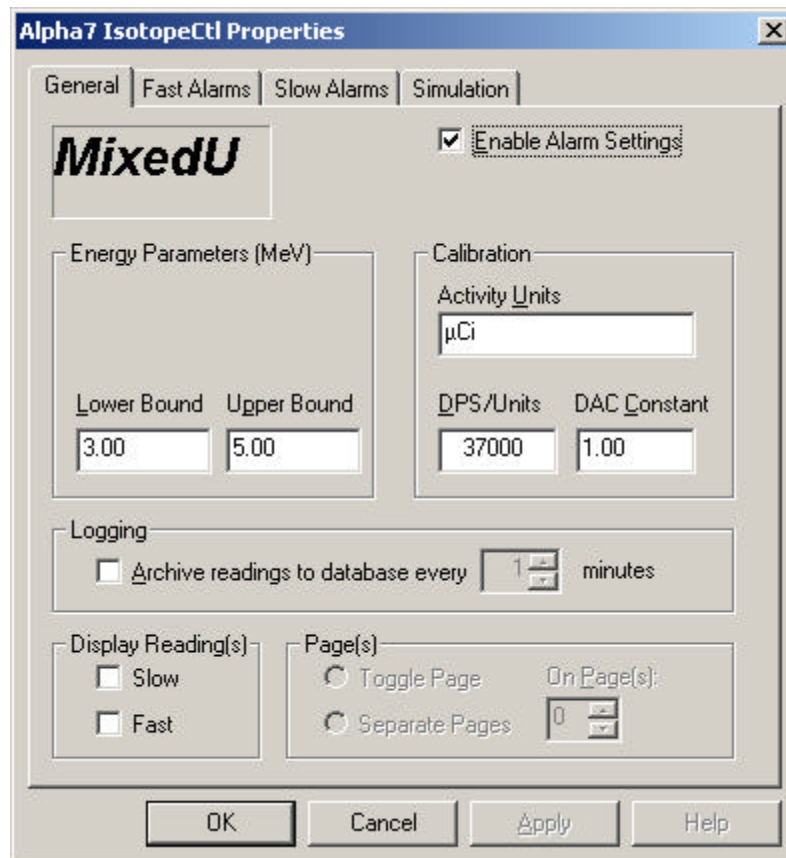 Alpha7 IsotopeCtl Properties
General Fast Alarms Slow Alarms Simulation
MixedU
Enable Alarm Settings
Energy Parameters (MeV)
Lower Bound Upper Bound
3.00 5.00
Calibration
Activity Units
µCi
DPS/Units DAC Constant
37000 1.00
Logging
Archive readings to database every 1 minutes
Display Reading(s)
Slow
Fast
Page(s)
Toggle Page On Page(s):
Separate Pages 0
OK Cancel Apply Help